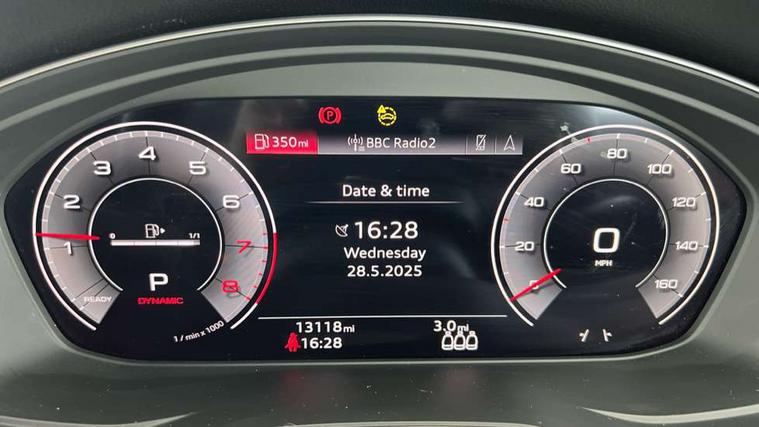 P
350mi BBC Radio2
Date & time
16:28
Wednesday
28.5.2025
READY 1 2 3 4 5 6 7 8
0 1/1
P
DYNAMIC
1 / min x 1000
0 20 40 60 80 100 120 140 160
0
MPH
13118mi 3.0mi
16:28